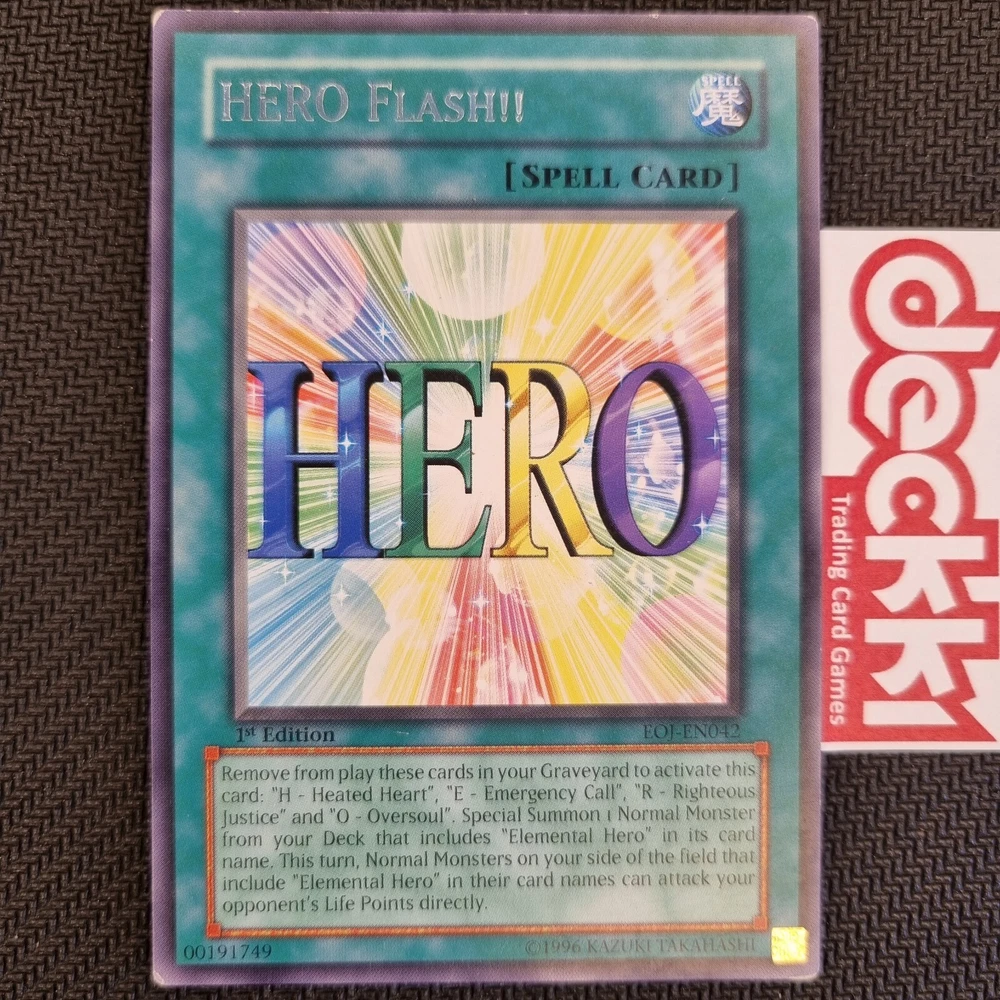 HERO FLASH!!
SPELL
魔
[SPELL CARD]
HERO
1st Edition
EOJ-EN042
Remove from play these cards in your Graveyard to activate this
card: "H - Heated Heart", "E - Emergency Call", "R - Righteous
Justice" and "O - Oversoul". Special Summon 1 Normal Monster
from your Deck that includes "Elemental Hero" in its card
name. This turn, Normal Monsters on your side of the field that
include "Elemental Hero" in their card names can attack your
opponent's Life Points directly.
00191749
©1996 KAZUKI TAKAHASHI
deckk1
Trading Card Games